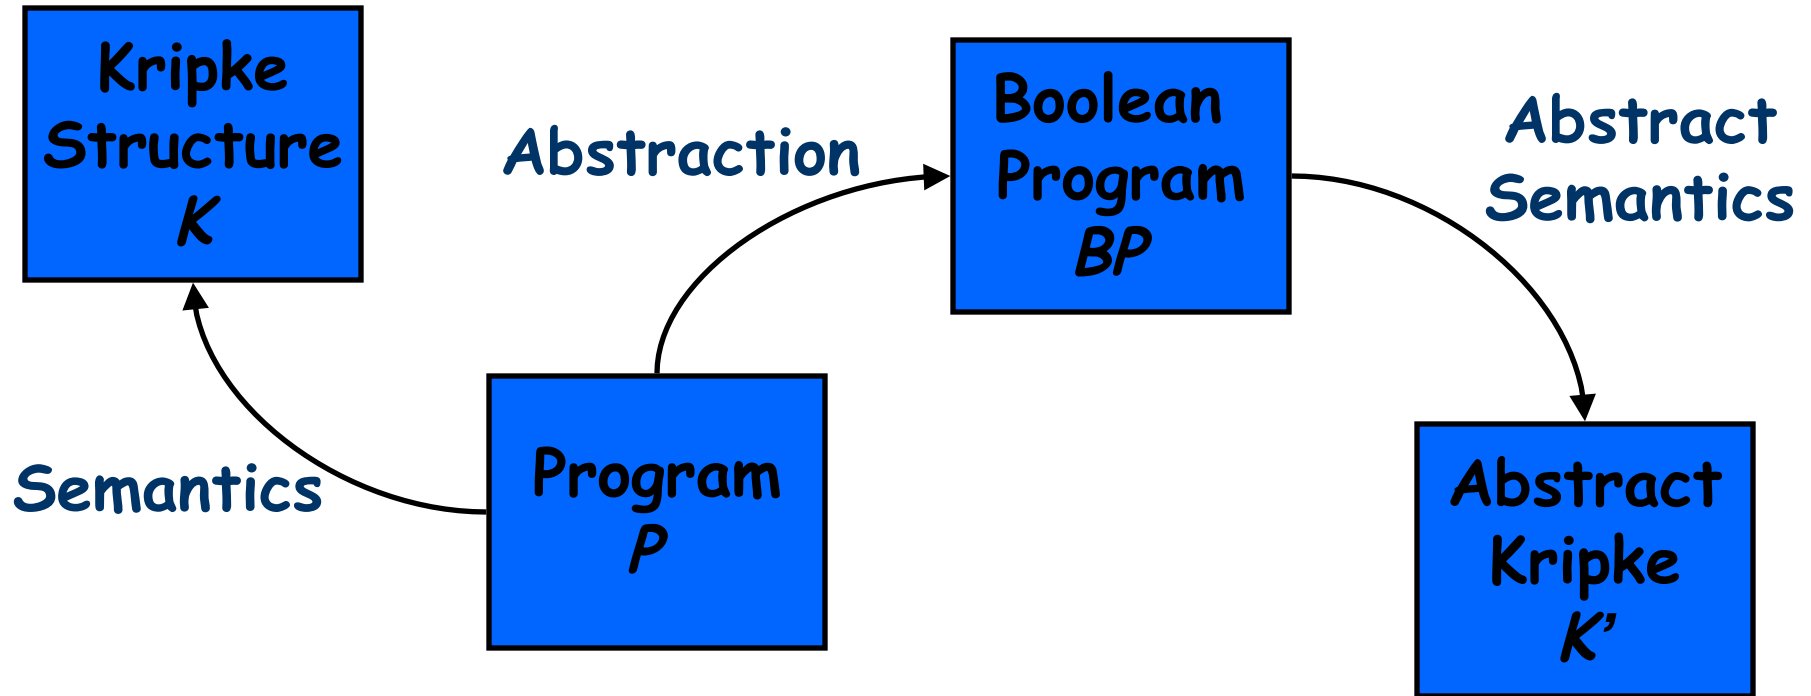 Kripke
Structure
K
Abstraction
Boolean
Program
BP
Abstract
Semantics
Semantics
Program
P
Abstract
Kripke
K’